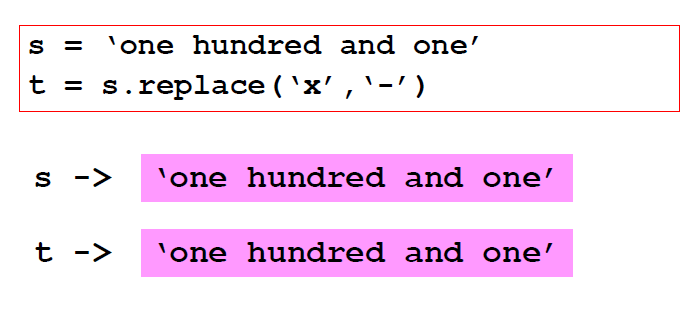 s = ‘one hundred and one’
t = s.replace(‘x’,‘-’)
s -> ‘one hundred and one’
t -> ‘one hundred and one’